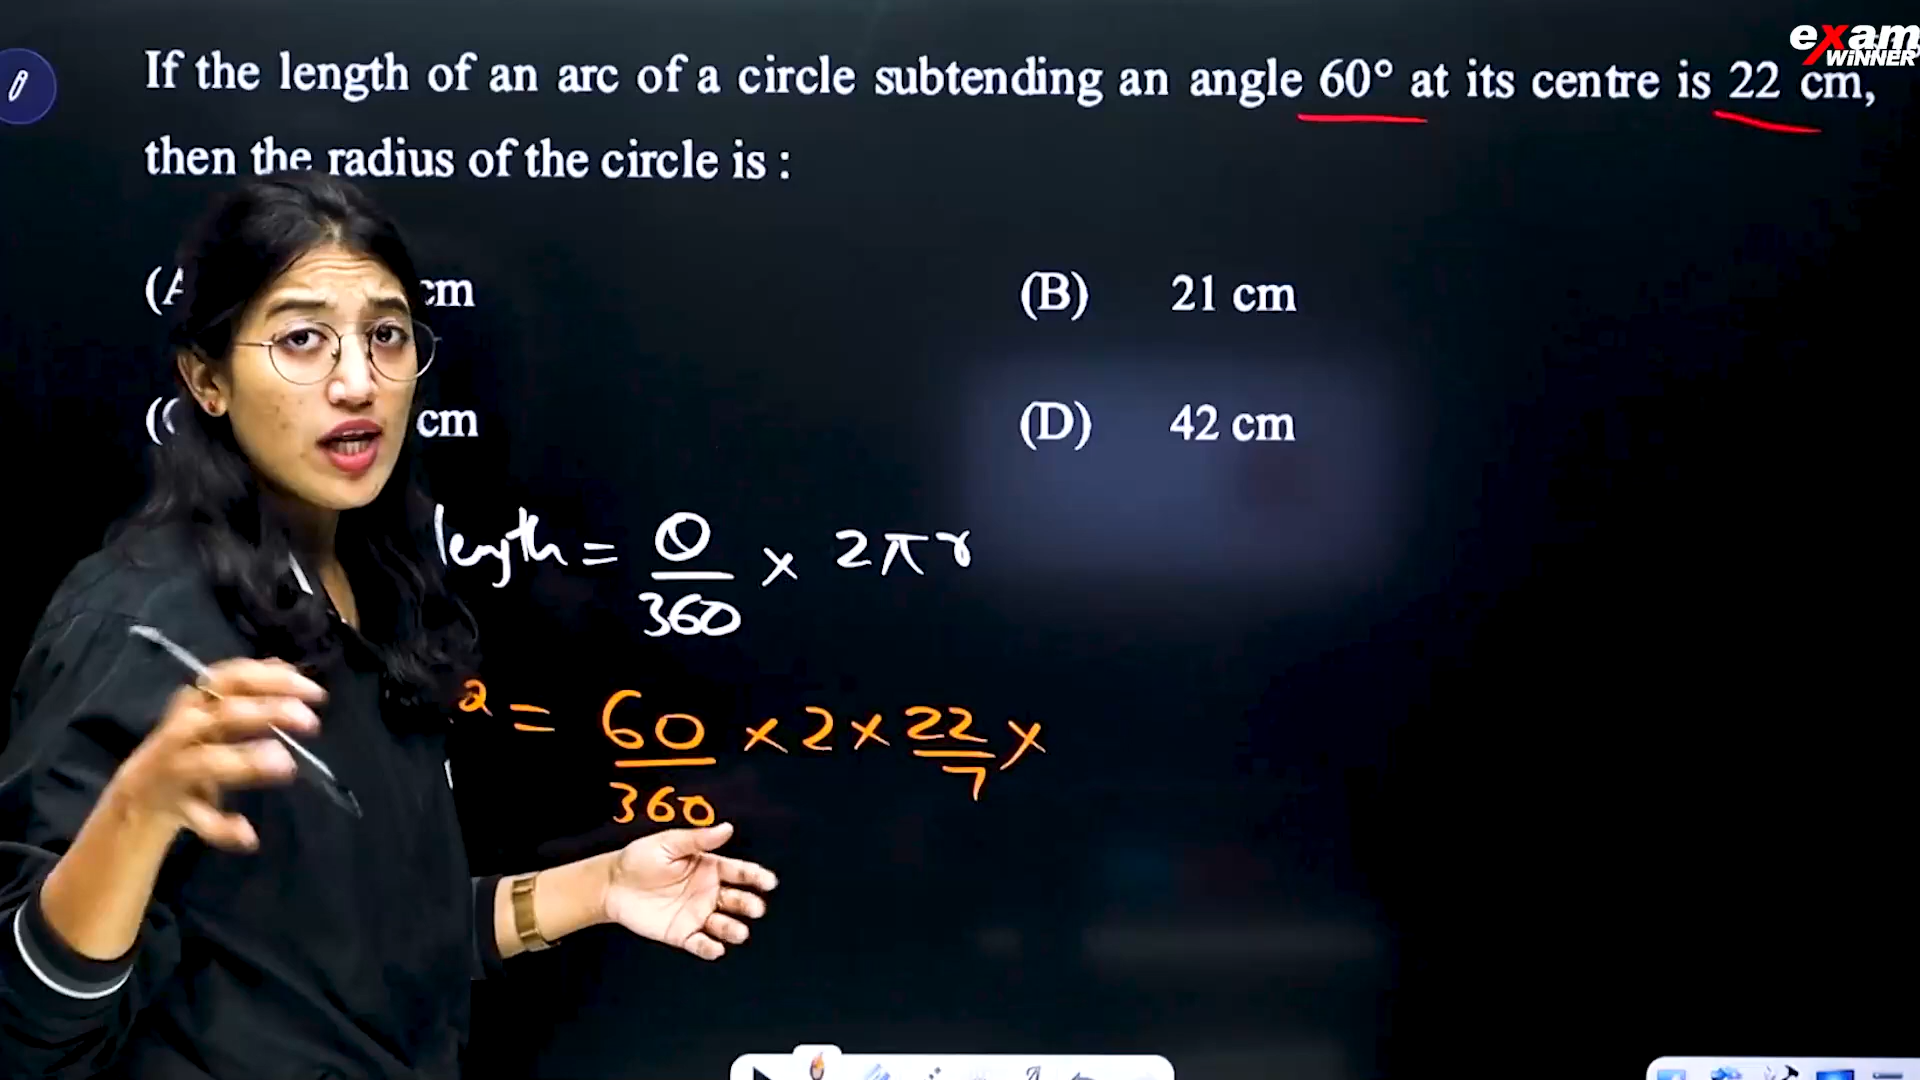 exam
WiNNER
If the length of an arc of a circle subtending an angle 60° at its centre is 22 cm,
then the radius of the circle is :
cm
(B) 21 cm
cm
(D) 42 cm
length = θ/360 × 2πr
2 = 60/360 × 2 × 22/7 ×